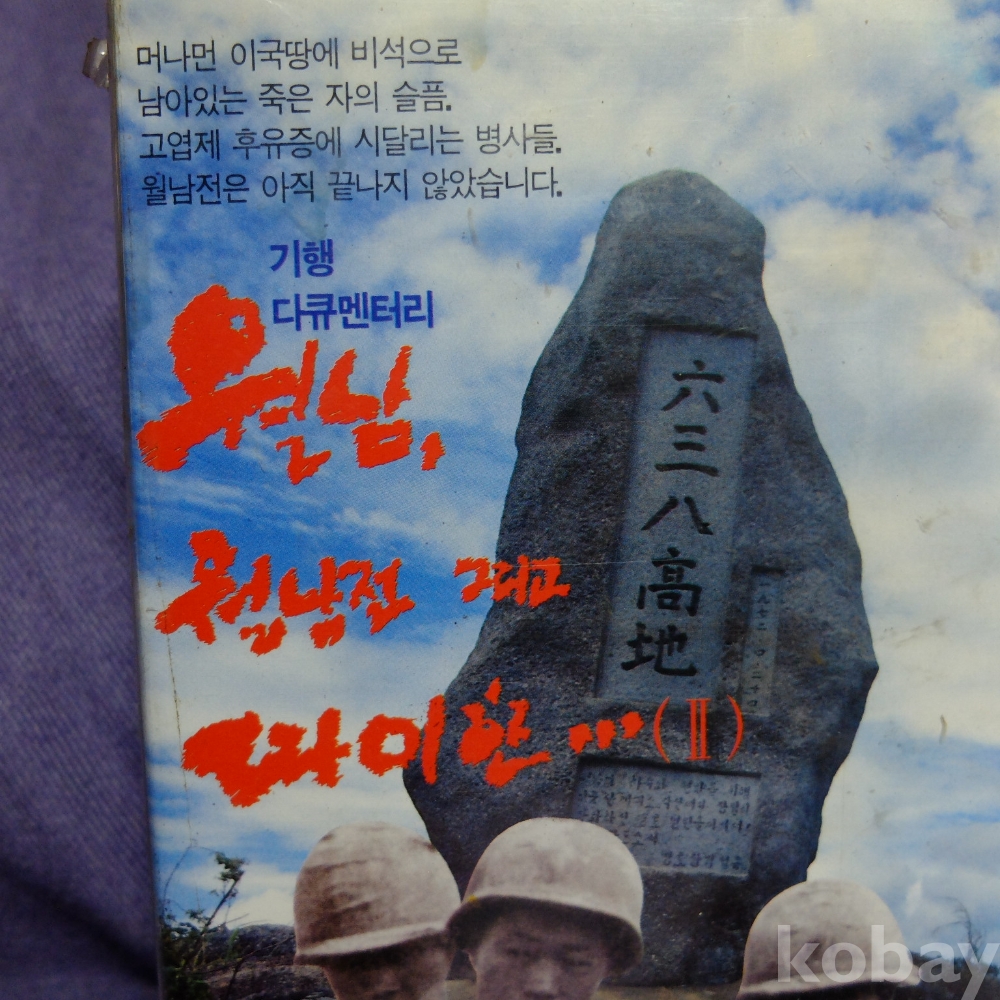 머나먼 이국땅에 비석으로
남아있는 죽은 자의 슬픔.
고엽제 후유증에 시달리는 병사들.
월남전은 아직 끝나지 않았습니다.
기행
다큐멘터리
월남,
월남전 그리고
따이한 ...(Ⅱ)
六三八高地
kobay